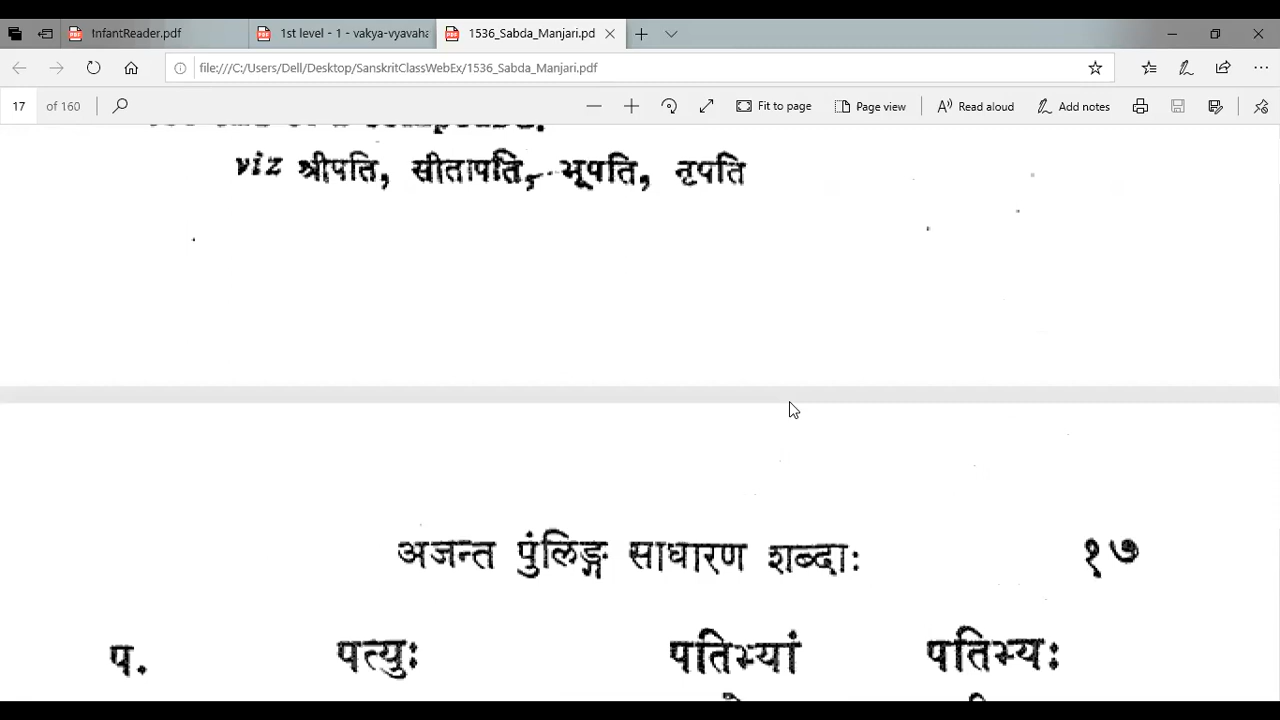 InfantReader.pdf
1st level - 1 - vakya-vyavaha
1536_Sabda_Manjari.pd
file:///C:/Users/Dell/Desktop/SanskritClassWebEx/1536_Sabda_Manjari.pdf
17 of 160
Fit to page
Page view
Read aloud
Add notes
viz श्रीपति, सीतापति, भूपति, नृपति
अजन्त पुंलिङ्ग साधारण शब्दाः १७
प. पत्युः पतिभ्यां पतिभ्यः